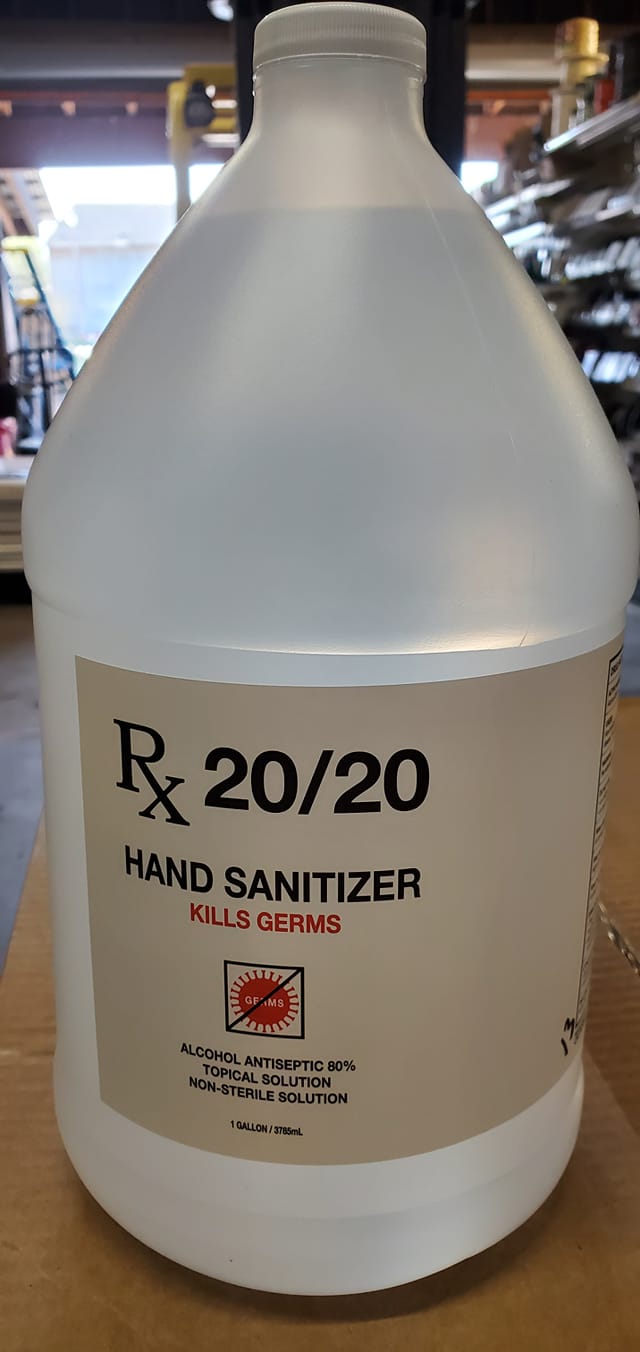 Rx 20/20
HAND SANITIZER
KILLS GERMS
GERMS
ALCOHOL ANTISEPTIC 80%
TOPICAL SOLUTION
NON-STERILE SOLUTION
1 GALLON / 3785mL